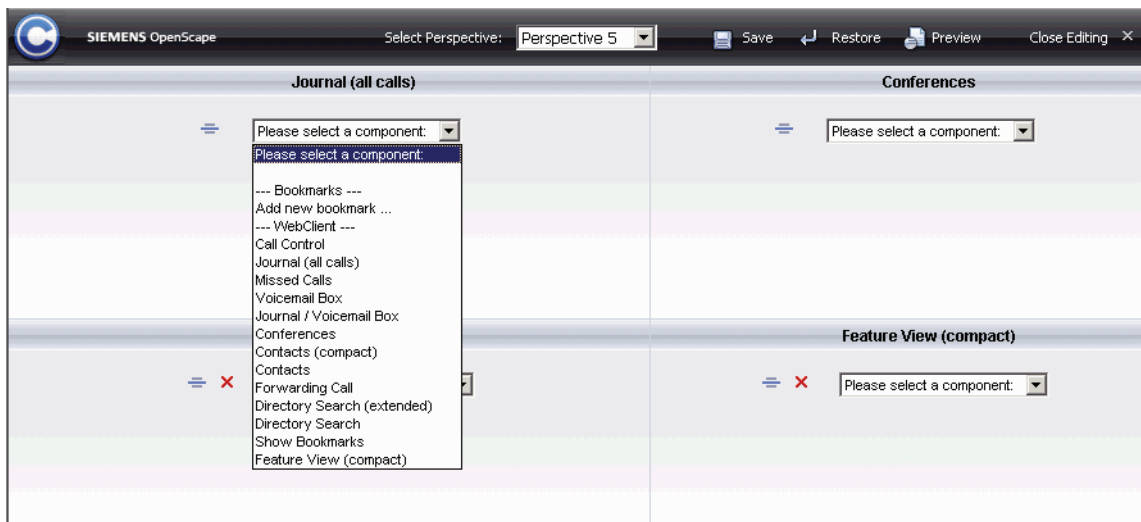 SIEMENS OpenScape Select Perspective: Perspective 5 Save Restore Preview Close Editing
Journal (all calls) Conferences
Please select a component: Please select a component:
Please select a component:
--- Bookmarks ---
Add new bookmark ...
--- WebClient ---
Call Control
Journal (all calls)
Missed Calls
Voicemail Box
Journal / Voicemail Box
Conferences
Contacts (compact)
Contacts
Forwarding Call
Directory Search (extended)
Directory Search
Show Bookmarks
Feature View (compact)
Feature View (compact)
Please select a component: